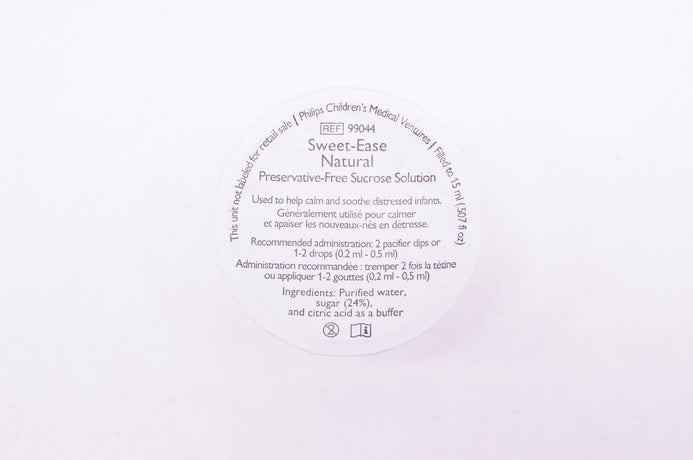 This unit not labeled for retail sale | Philips Children's Medical Ventures | Filled to 15 ml (.507 fl oz)
REF 99044
Sweet-Ease
Natural
Preservative-Free Sucrose Solution
Used to help calm and soothe distressed infants.
Généralement utilisé pour calmer
et apaiser les nouveaux-nés en détresse.
Recommended administration: 2 pacifier dips or
1-2 drops (0.2 ml - 0.5 ml)
Administration recommandée : tremper 2 fois la tétine
ou appliquer 1-2 gouttes (0,2 ml - 0,5 ml)
Ingredients: Purified water,
sugar (24%),
and citric acid as a buffer